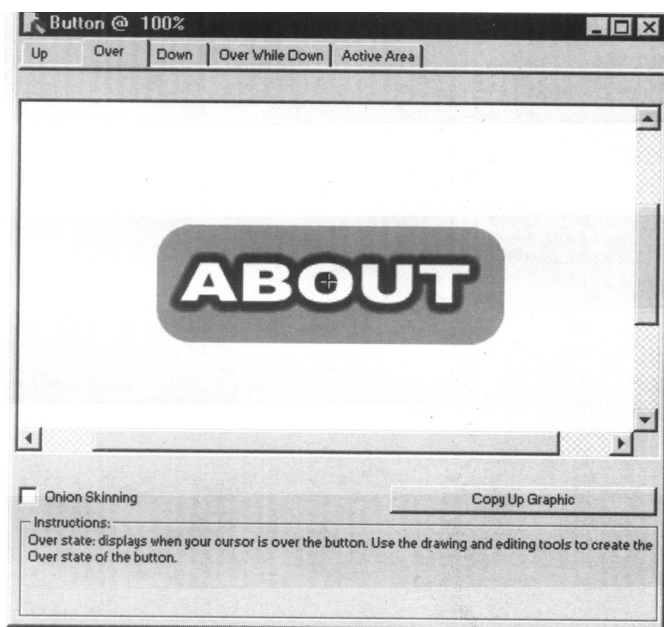 Button @ 100%
Up Over Down Over While Down Active Area
ABOUT
Onion Skinning Copy Up Graphic
Instructions:
Over state: displays when your cursor is over the button. Use the drawing and editing tools to create the
Over state of the button.